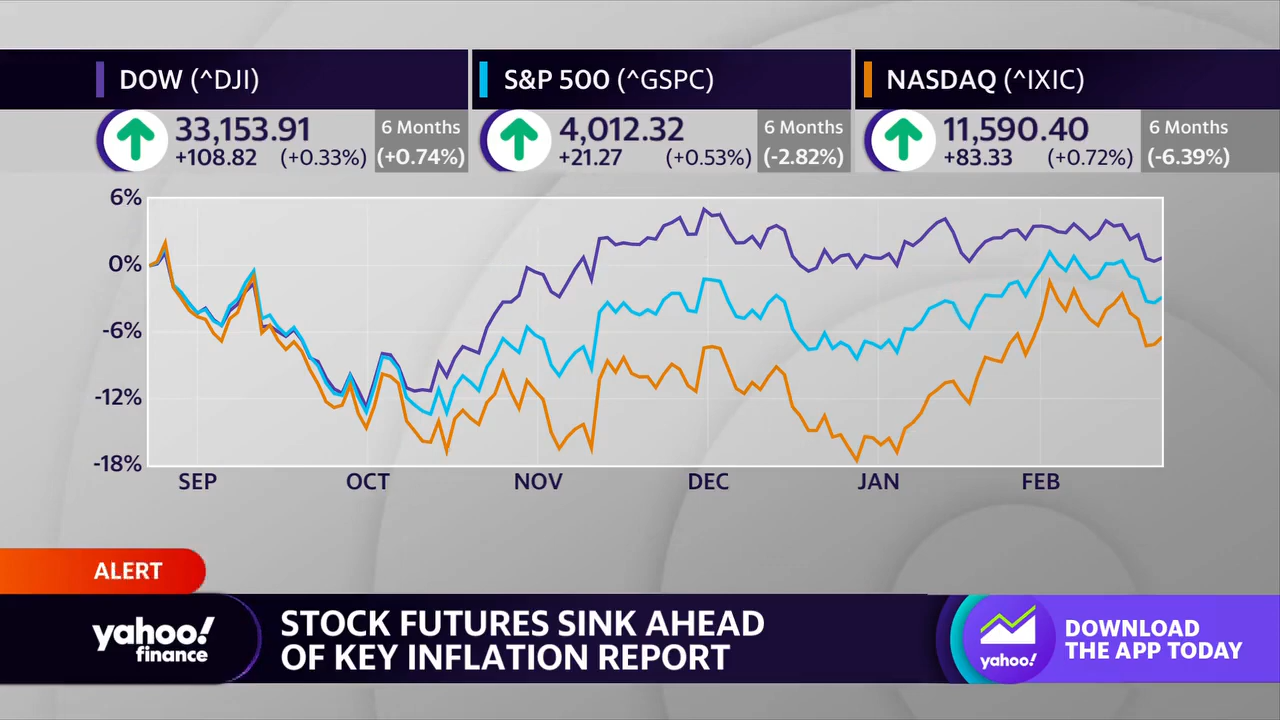 DOW (^DJI)
33,153.91
+108.82 (+0.33%)
6 Months
(+0.74%)
S&P 500 (^GSPC)
4,012.32
+21.27 (+0.53%)
6 Months
(-2.82%)
NASDAQ (^IXIC)
11,590.40
+83.33 (+0.72%)
6 Months
(-6.39%)
6%
0%
-6%
-12%
-18%
SEP OCT NOV DEC JAN FEB
ALERT
yahoo!
finance
STOCK FUTURES SINK AHEAD
OF KEY INFLATION REPORT
yahoo!
DOWNLOAD
THE APP TODAY